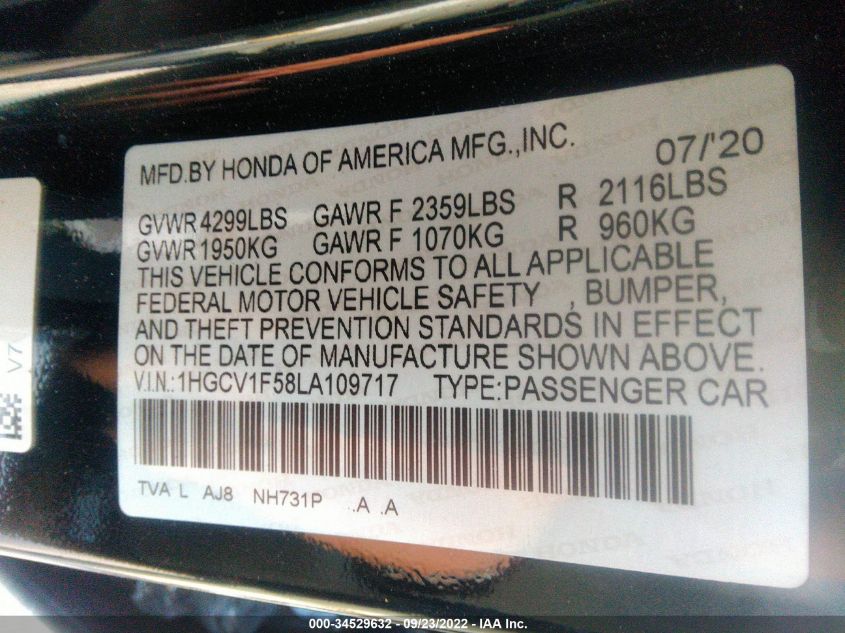 MFD.BY HONDA OF AMERICA MFG.,INC. 07/'20
GVWR 4299LBS GAWR F 2359LBS R 2116LBS
GVWR 1950KG GAWR F 1070KG R 960KG
THIS VEHICLE CONFORMS TO ALL APPLICABLE
FEDERAL MOTOR VEHICLE SAFETY , BUMPER,
AND THEFT PREVENTION STANDARDS IN EFFECT
ON THE DATE OF MANUFACTURE SHOWN ABOVE.
V.I.N.:1HGCV1F58LA109717 TYPE:PASSENGER CAR
TVA L AJ8 NH731P .A .A
V7
000-34529632 - 09/23/2022 - IAA Inc.